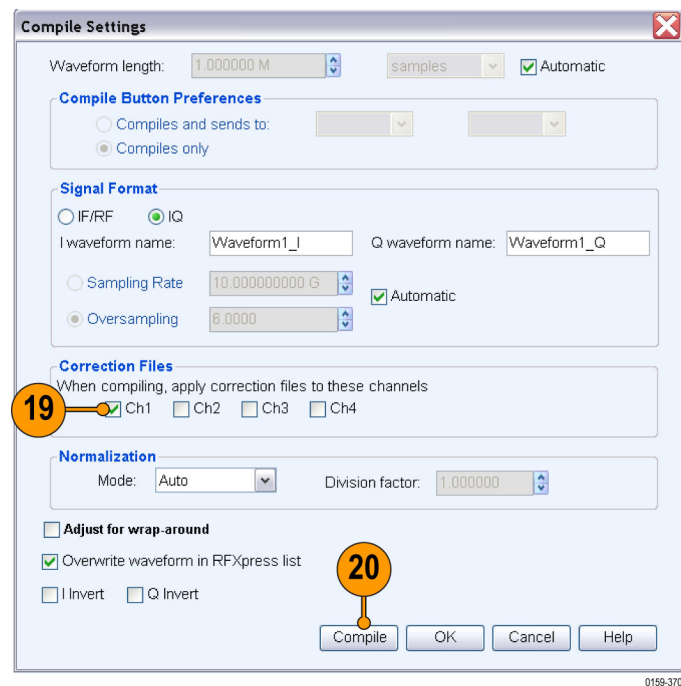 Compile Settings
Waveform length: 1.000000 M samples Automatic
Compile Button Preferences
Compiles and sends to:
Compiles only
Signal Format
IF/RF IQ
I waveform name: Waveform1_I Q waveform name: Waveform1_Q
Sampling Rate 10.000000000 G
Automatic
Oversampling 6.0000
Correction Files
When compiling, apply correction files to these channels
19 Ch1 Ch2 Ch3 Ch4
Normalization
Mode: Auto Division factor: 1.000000
Adjust for wrap-around
Overwrite waveform in RFXpress list
20
I Invert Q Invert
Compile OK Cancel Help
0159-370